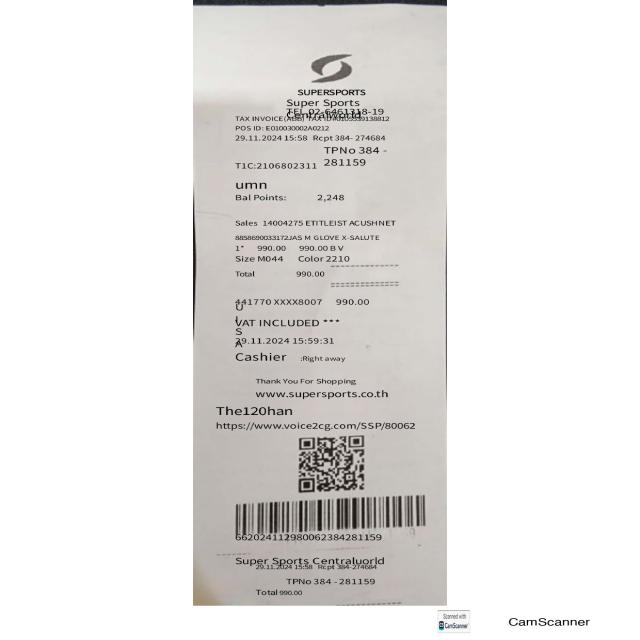 SUPERSPORTS
Super Sports
CentralWorld
TEL.02-6461318-19
TAX INVOICE(ABB) TAX ID
POS ID: E010030002A0212
29.11.2024 15:58 Rcpt 384- 274684
TPNo 384 -
281159
T1C:2106802311
umn
Bal Points: 2,248
Sales 14004275 ETITLEIST ACUSHNET
8858690033172JAS M GLOVE X-SALUTE
1* 990.00 990.00 B V
Size M044 Color 2210
Total 990.00
441770 XXXX8007 990.00
VAT INCLUDED ***
29.11.2024 15:59:31
Cashier :Right away
Thank You For Shopping
www.supersports.co.th
The120han
https://www.voice2cg.com/SSP/80062
662024112980062384281159
Super Sports Centraluorld
29.11.2024 15:58 Rcpt 384-274684
TPNo 384 - 281159
Total 990.00
Scanned with
CamScanner
CamScanner